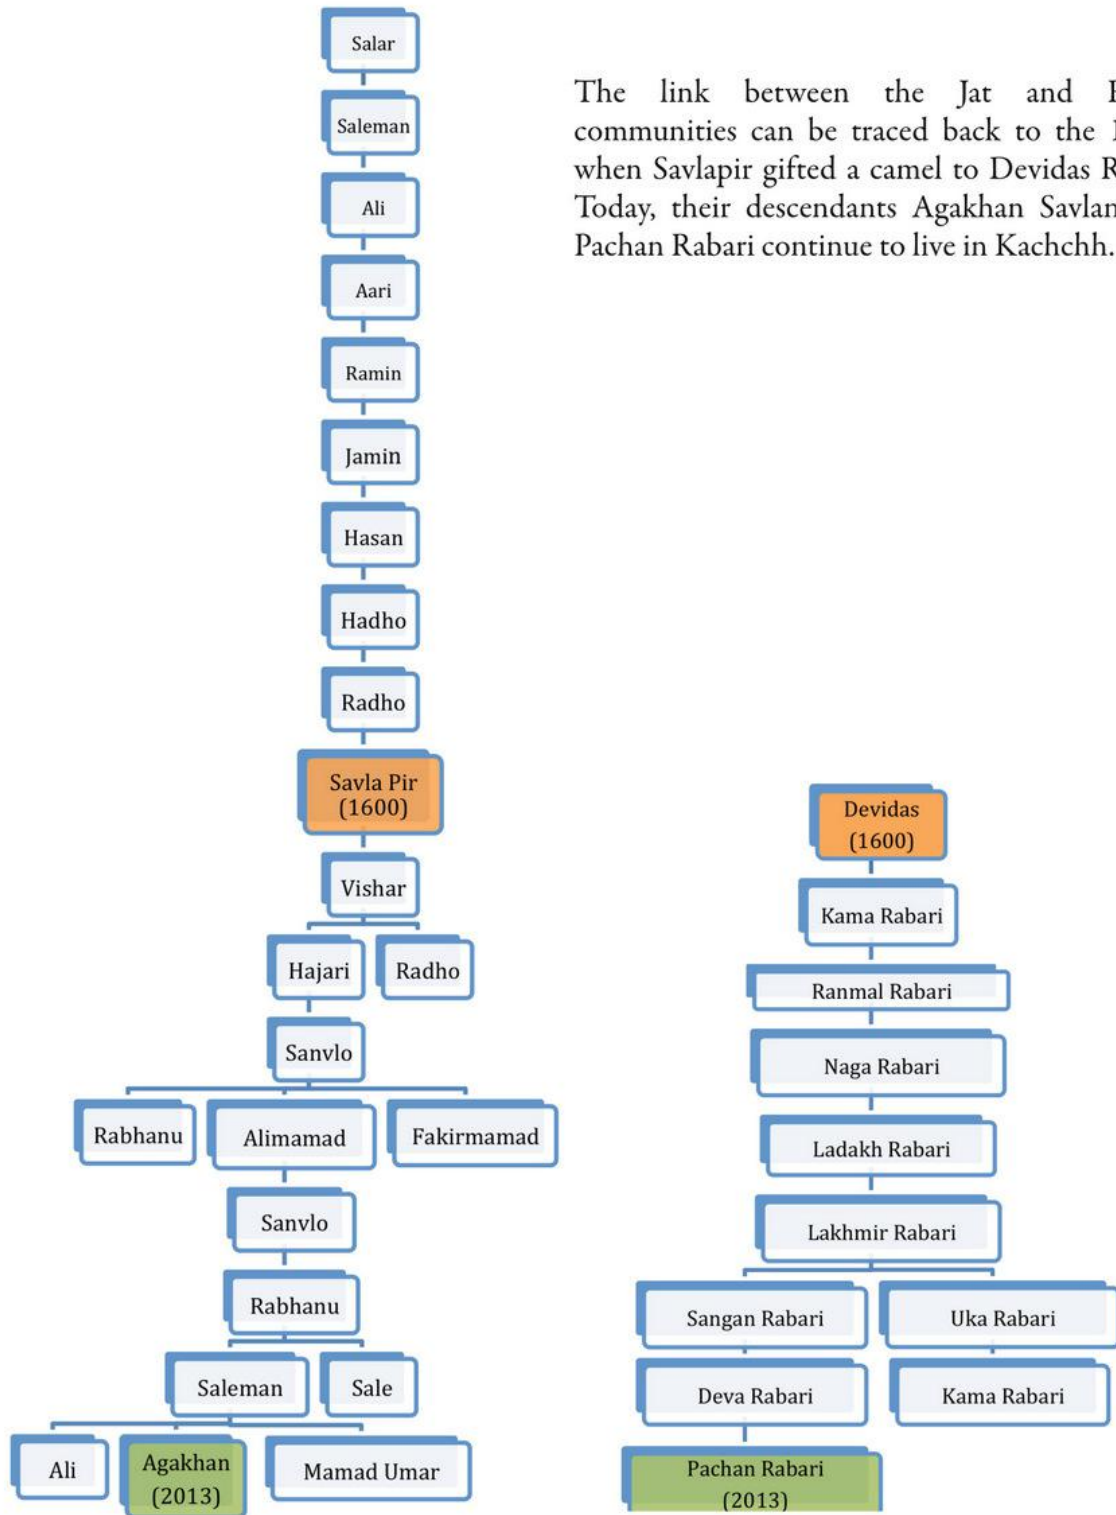 Salar
Saleman
Ali
Aari
Ramin
Jamin
Hasan
Hadho
Radho
Savla Pir
(1600)
Vishar
Hajari Radho
Sanvlo
Rabhanu Alimamad Fakirmamad
Sanvlo
Rabhanu
Saleman Sale
Ali Agakhan
(2013) Mamad Umar
The link between the Jat and
communities can be traced back to the
when Savlapir gifted a camel to Devidas
Today, their descendants Agakhan
Pachan Rabari continue to live in Kachchh.
Devidas
(1600)
Kama Rabari
Ranmal Rabari
Naga Rabari
Ladakh Rabari
Lakhmir Rabari
Sangan Rabari Uka Rabari
Deva Rabari Kama Rabari
Pachan Rabari
(2013)